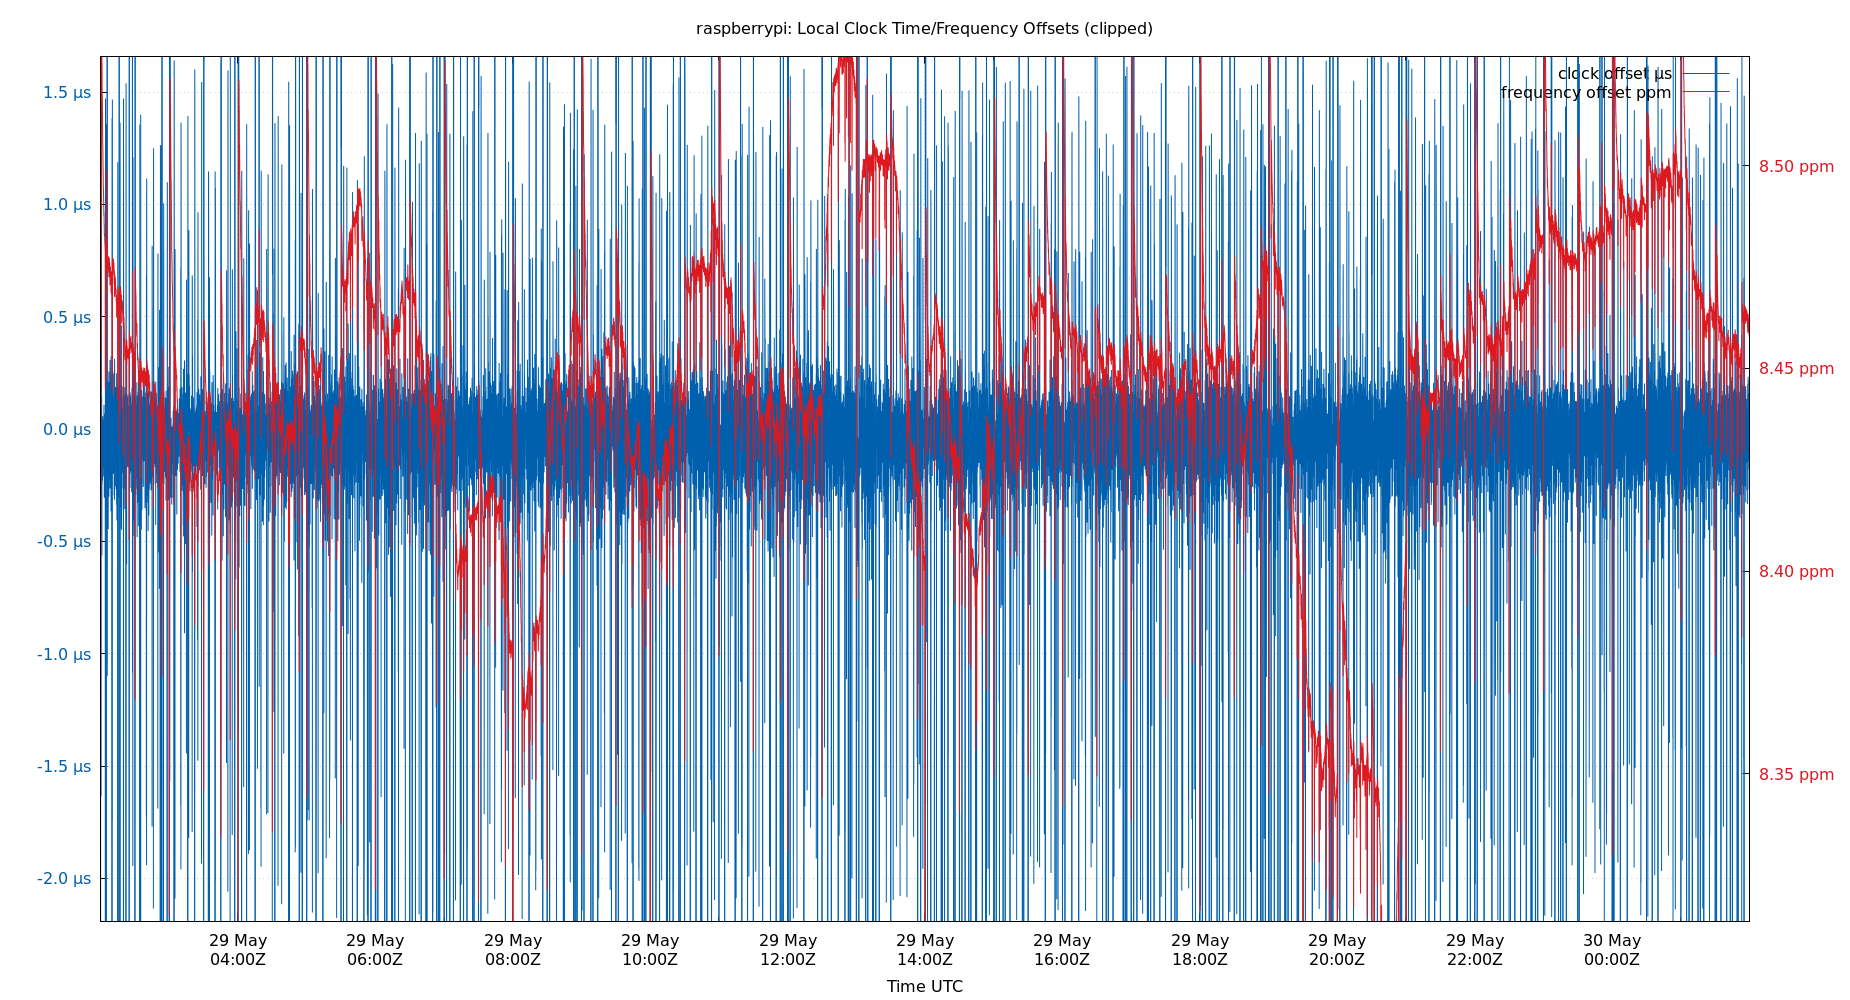 raspberrypi: Local Clock Time/Frequency Offsets (clipped)
clock offset µs
frequency offset ppm
1.5 µs
1.0 µs
0.5 µs
0.0 µs
-0.5 µs
-1.0 µs
-1.5 µs
-2.0 µs
8.50 ppm
8.45 ppm
8.40 ppm
8.35 ppm
29 May 29 May 29 May 29 May 29 May 29 May 29 May 29 May 29 May 29 May 30 May
04:00Z 06:00Z 08:00Z 10:00Z 12:00Z 14:00Z 16:00Z 18:00Z 20:00Z 22:00Z 00:00Z
Time UTC